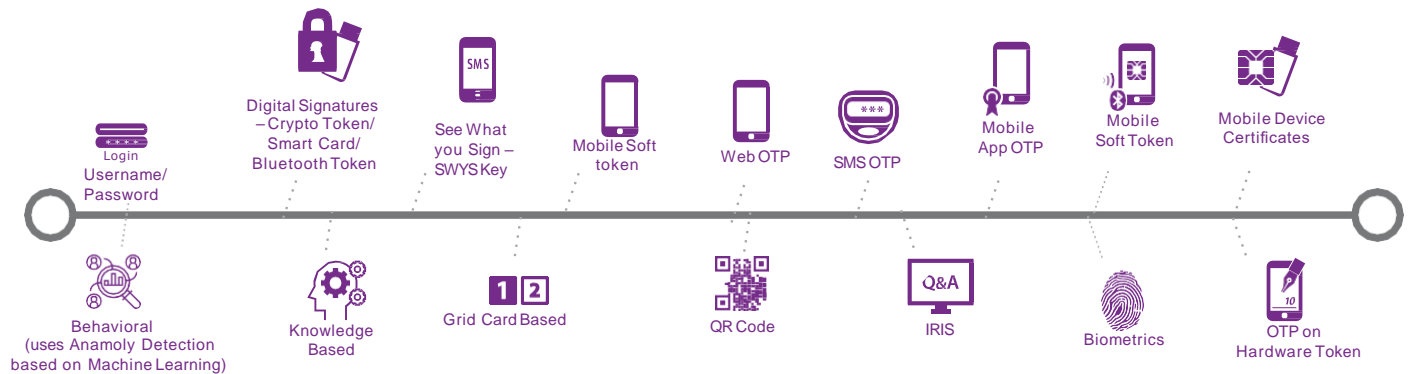 Login
Username/
Password
Digital Signatures
– Crypto Token/
Smart Card/
Bluetooth Token
SMS
See What
you Sign –
SWYS Key
Mobile Soft
token
Web OTP
***
SMS OTP
Mobile
App OTP
Mobile
Soft Token
Mobile Device
Certificates
Behavioral
(uses Anamoly Detection
based on Machine Learning)
Knowledge
Based
1 2
Grid Card Based
QR Code
Q&A
IRIS
Biometrics
10
OTP on
Hardware Token